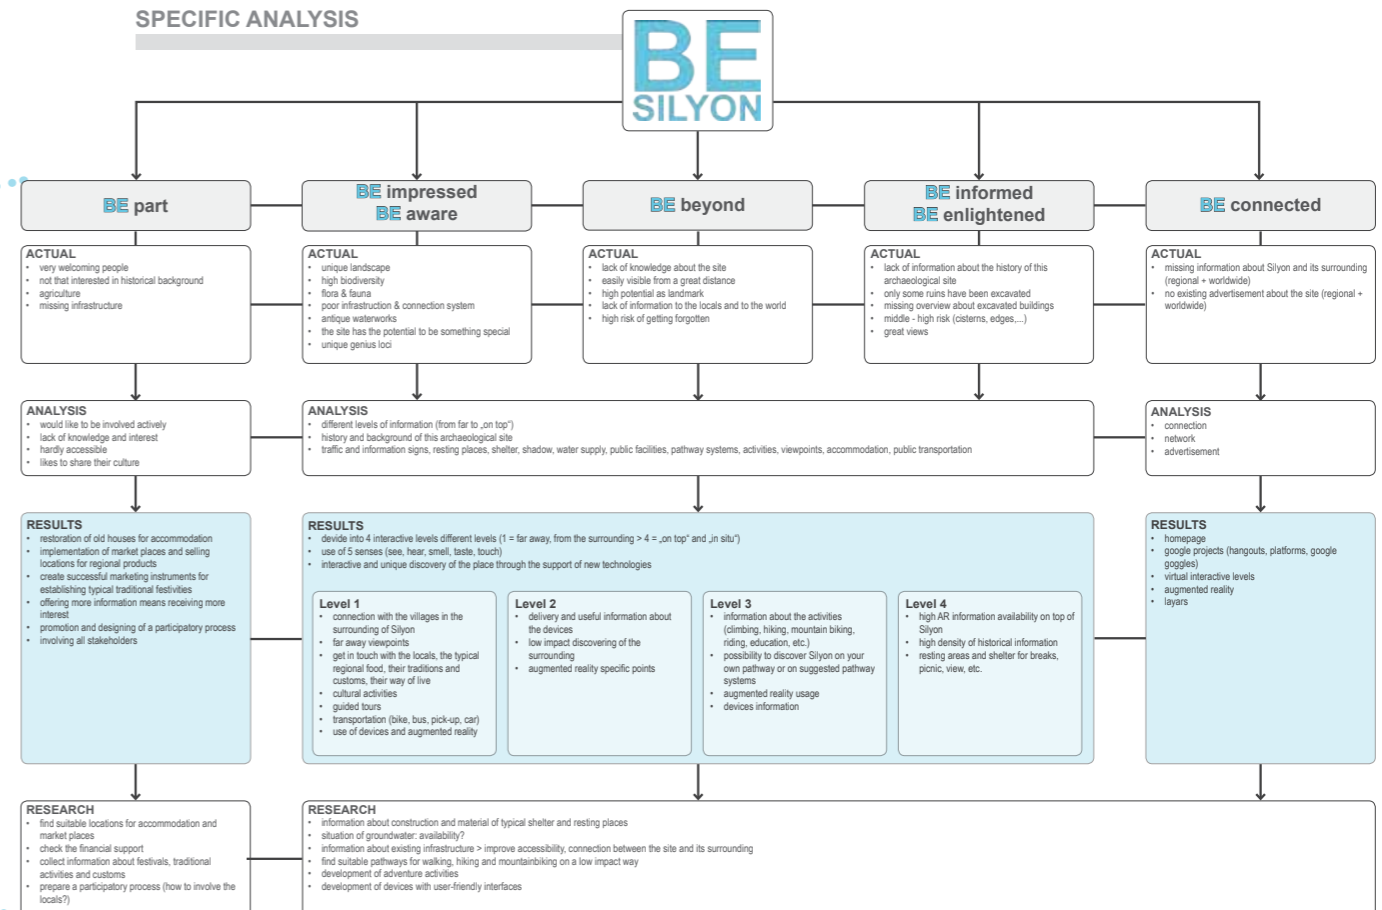 SPECIFIC ANALYSIS
BE
SILYON
BE part
BE impressed
BE aware
BE beyond
BE informed
BE enlightened
BE connected
ACTUAL
• very welcoming people
• not that interested in historical background
• agriculture
• missing infrastructure
ACTUAL
• unique landscape
• high biodiversity
• flora & fauna
• poor infrastruction & connection system
• antique waterworks
• the site has the potential to be something special
• unique genius loci
ACTUAL
• lack of knowledge about the site
• easily visible from a great distance
• high potential as landmark
• lack of information to the locals and to the world
• high risk of getting forgotten
ACTUAL
• lack of information about the history of this
archaeological site
• only some ruins have been excavated
• missing overview about excavated buildings
• middle - high risk (cisterns, edges,...)
• great views
ACTUAL
• missing information about Silyon and its surrounding
(regional + worldwide)
• no existing advertisement about the site (regional +
worldwide)
ANALYSIS
• would like to be involved actively
• lack of knowledge and interest
• hardly accessible
• likes to share their culture
ANALYSIS
• different levels of information (from far to „on top“)
• history and background of this archaeological site
• traffic and information signs, resting places, shelter, shadow, water supply, public facilities, pathway systems, activities, viewpoints, accommodation, public transportation
ANALYSIS
• connection
• network
• advertisement
RESULTS
• restoration of old houses for accommodation
• implementation of market places and selling
locations for regional products
• create successful marketing instruments for
establishing typical traditional festivities
• offering more information means receiving more
interest
• promotion and designing of a participatory process
• involving all stakeholders
RESULTS
• devide into 4 interactive levels different levels (1 = far away, from the surrounding > 4 = „on top“ and „in situ“)
• use of 5 senses (see, hear, smell, taste, touch)
• interactive and unique discovery of the place through the support of new technologies
Level 1
• connection with the villages in the
surrounding of Silyon
• far away viewpoints
• get in touch with the locals, the typical
regional food, their traditions and
customs, their way of live
• cultural activities
• guided tours
• transportation (bike, bus, pick-up, car)
• use of devices and augmented reality
Level 2
• delivery and useful information about
the devices
• low impact discovering of the
surrounding
• augmented reality specific points
Level 3
• information about the activities
(climbing, hiking, mountain biking,
riding, education, etc.)
• possibility to discover Silyon on your
own pathway or on suggested pathway
systems
• augmented reality usage
• devices information
Level 4
• high AR information availability on top of
Silyon
• high density of historical information
• resting areas and shelter for breaks,
picnic, view, etc.
RESULTS
• homepage
• google projects (hangouts, platforms, google
goggles)
• virtual interactive levels
• augmented reality
• layars
RESEARCH
• find suitable locations for accommodation and
market places
• check the financial support
• collect information about festivals, traditional
activities and customs
• prepare a participatory process (how to involve the
locals?)
RESEARCH
• information about construction and material of typical shelter and resting places
• situation of groundwater: availability?
• information about existing infrastructure > improve accessibility, connection between the site and its surrounding
• find suitable pathways for walking, hiking and mountainbiking on a low impact way
• development of adventure activities
• development of devices with user-friendly interfaces